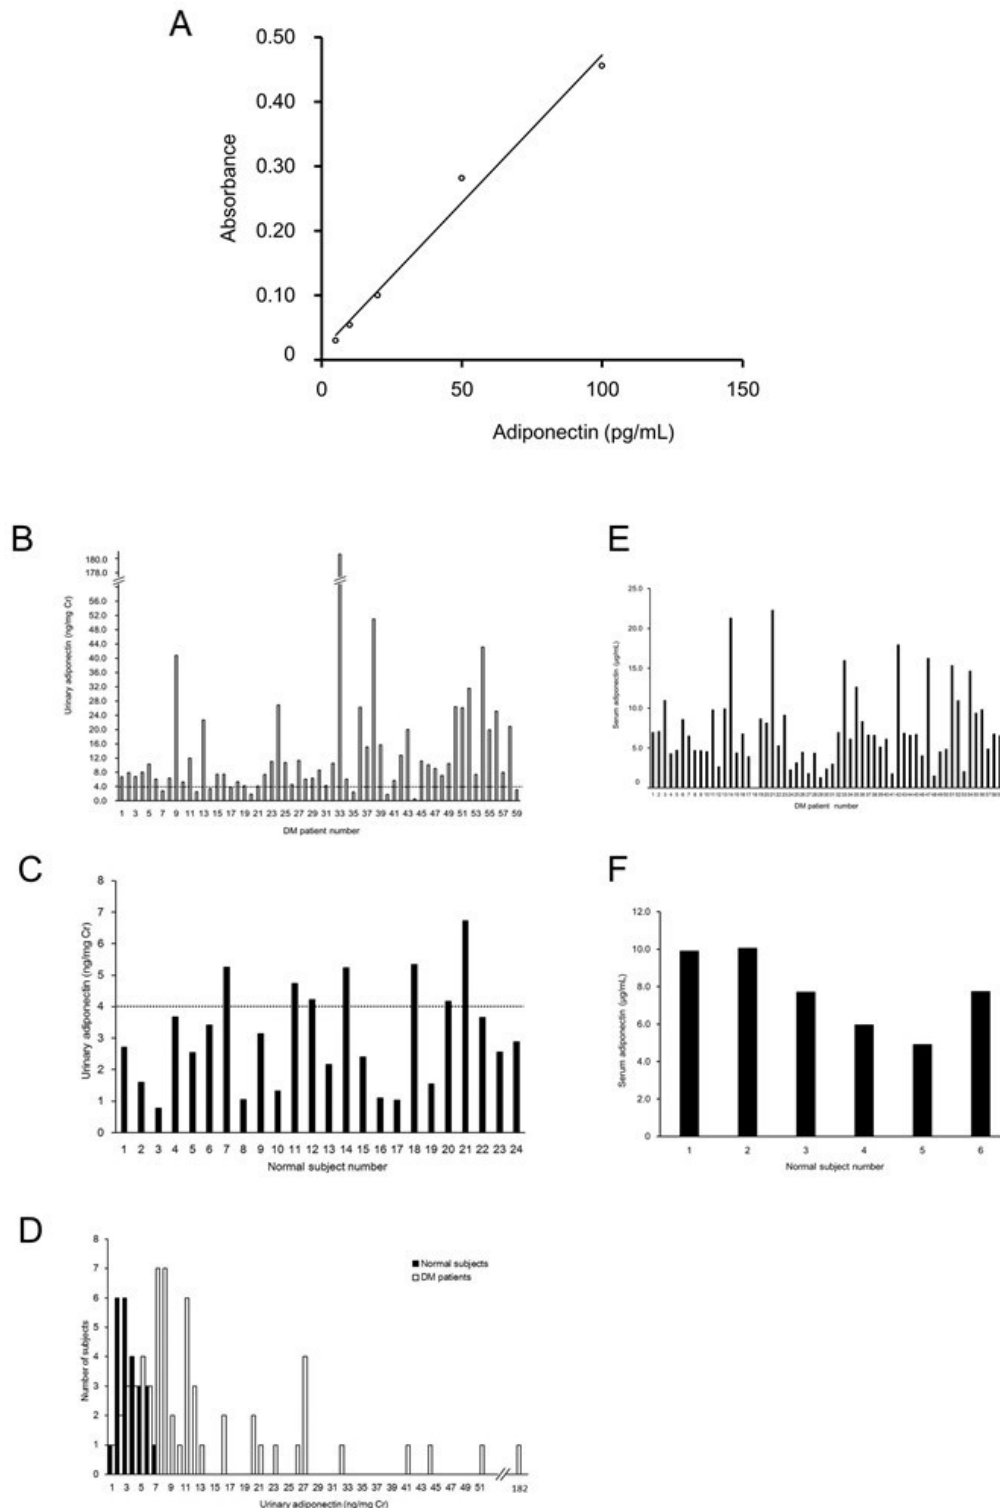 A
0.50
0.40
0.30
0.20
0.10
0
Absorbance
0
50
100
150
Adiponectin (pg/mL)
B
180.0
178.0
56.0
52.0
48.0
44.0
40.0
36.0
32.0
28.0
24.0
20.0
16.0
12.0
8.0
4.0
0.0
Urinary adiponectin (ng/mg Cr)
1 3 5 7 9 11 13 15 17 19 21 23 25 27 29 31 33 35 37 39 41 43 45 47 49 51 53 55 57 59
DM patient number
E
25.0
20.0
15.0
10.0
5.0
0
Serum adiponectin (µg/mL)
DM patient number
C
8
7
6
5
4
3
2
1
0
Urinary adiponectin (ng/mg Cr)
1 2 3 4 5 6 7 8 9 10 11 12 13 14 15 16 17 18 19 20 21 22 23 24
Normal subject number
F
12.0
10.0
8.0
6.0
4.0
2.0
0
Serum adiponectin (µg/mL)
1 2 3 4 5 6
Normal subject number
D
8
7
6
5
4
3
2
1
0
Number of subjects
Normal subjects
DM patients
1 3 5 7 9 11 13 15 17 19 21 23 25 27 29 31 33 35 37 39 41 43 45 47 49 51 182
Urinary adiponectin (ng/mg Cr)